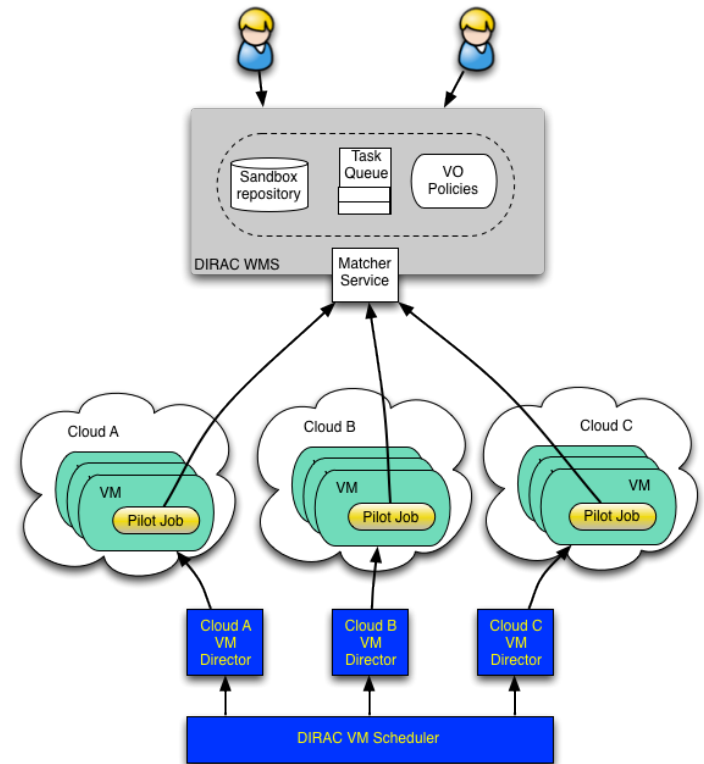 Sandbox
repository
Task
Queue
VO
Policies
DIRAC WMS
Matcher
Service
Cloud A
VM
Pilot Job
Cloud B
VM
Pilot Job
Cloud C
VM
Pilot Job
Cloud A
VM
Director
Cloud B
VM
Director
Cloud C
VM
Director
DIRAC VM Scheduler